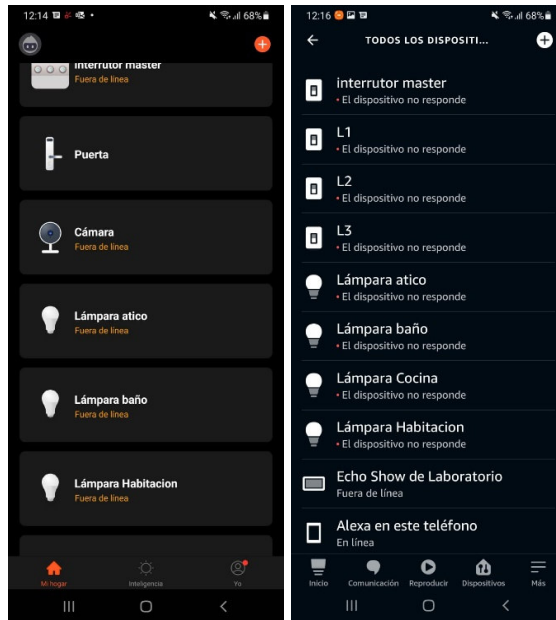 12:14
68%
interrutor master
Fuera de línea
Puerta
Cámara
Fuera de línea
Lámpara atico
Fuera de línea
Lámpara baño
Fuera de línea
Lámpara Habitacion
Fuera de línea
Mi hogar
Inteligencia
Yo
12:16
68%
TODOS LOS DISPOSITI...
interrutor master
• El dispositivo no responde
L1
• El dispositivo no responde
L2
• El dispositivo no responde
L3
• El dispositivo no responde
Lámpara atico
• El dispositivo no responde
Lámpara baño
• El dispositivo no responde
Lámpara Cocina
• El dispositivo no responde
Lámpara Habitacion
• El dispositivo no responde
Echo Show de Laboratorio
Fuera de línea
Alexa en este teléfono
En línea
Inicio
Comunicación
Reproducir
Dispositivos
Más